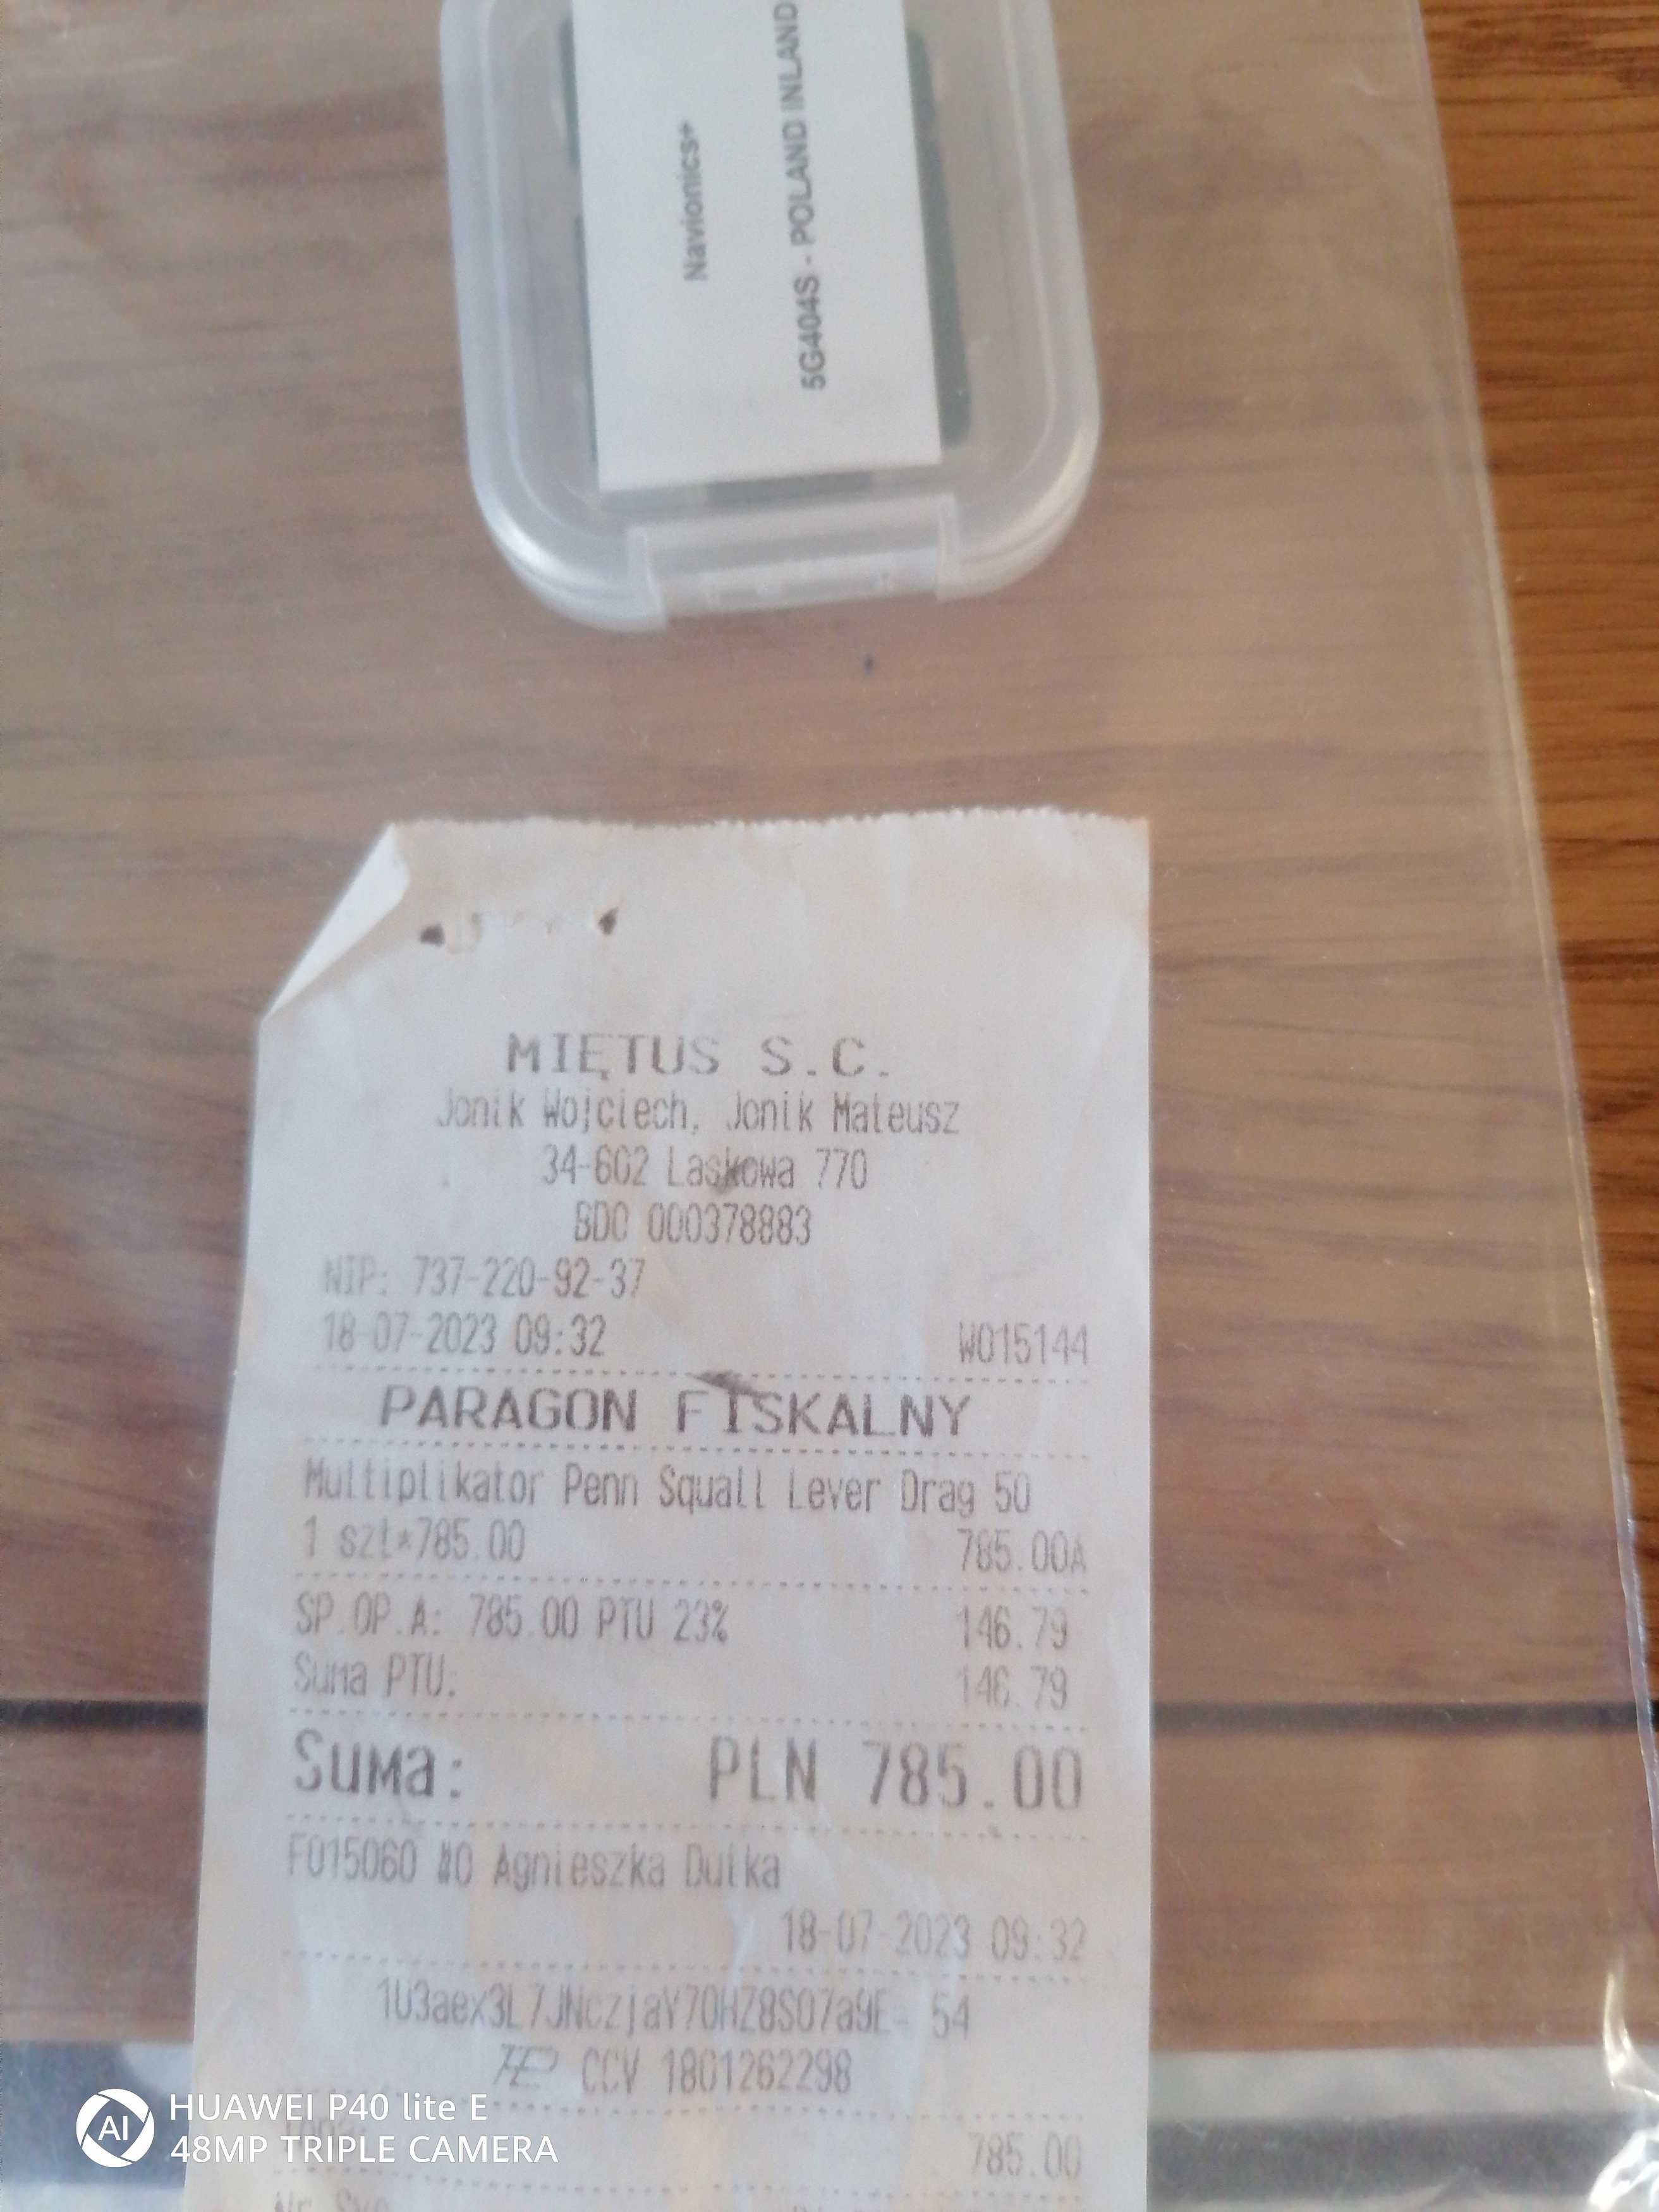 Navionics+
5G404S - POLAND INLAND
MIĘTUS S.C.
Jonik Wojciech, Jonik Mateusz
34-602 Laskowa 770
BDO 000378883
NIP: 737-220-92-37
18-07-2023 09:32 W015144
PARAGON FISKALNY
Multiplikator Penn Squall Lever Drag 50
1 szt*785.00 785.00A
SP.OP.A: 785.00 PTU 23% 146.79
Suma PTU: 146.79
Suma: PLN 785.00
F015060 #0 Agnieszka Dutka
18-07-2023 09:32
1U3aex3L7JNczjaY70HZ8S07a9E- 54
CCV 1801262298
785.00
HUAWEI P40 lite E
48MP TRIPLE CAMERA
AI